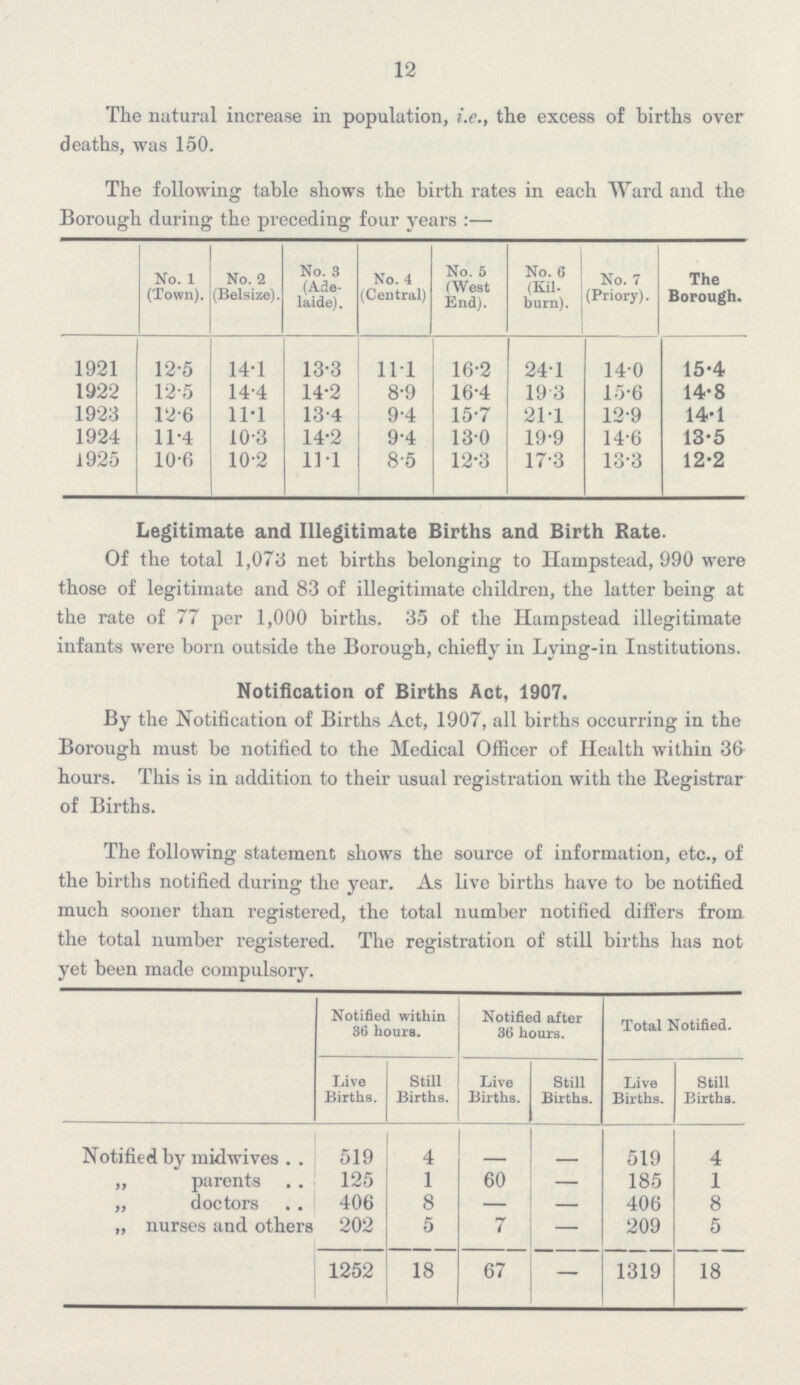 12
The natural increase in population, i.e., the excess of births over
deaths, was 150.
The following table shows the birth rates in each Ward and the
Borough during the preceding four years :—
No. 1 (Town). No. 2 (Belsize). No. 3 (Ade- laide). No. 4 (Central) No. 5 (West End). No. 6 (Kil- burn). No. 7 (Priory). The Borough.
1921 12·5 14·1 13·3 11·1 16·2 24·1 14·0 15·4
1922 12·5 14·4 14·2 8·9 16·4 19·3 15·6 14·8
1923 12·6 11·1 13·4 9·4 15·7 21·1 12·9 14·1
1924 11·4 10·3 14·2 9·4 13·0 19·9 14·6 13·5
1925 10·6 10·2 11·1 8·5 12·3 17·3 13·3 12·2
Legitimate and Illegitimate Births and Birth Rate.
Of the total 1,073 net births belonging to Hampstead, 990 were
those of legitimate and 83 of illegitimate children, the latter being at
the rate of 77 per 1,000 births. 35 of the Hampstead illegitimate
infants were born outside the Borough, chiefly in Lying-in Institutions.
Notification of Births Act, 1907.
By the Notification of Births Act, 1907, all births occurring in the
Borough must be notified to the Medical Officer of Health within 36
hours. This is in addition to their usual registration with the Registrar
of Births.
The following statement shows the source of information, etc., of
the births notified during the year. As live births have to be notified
much sooner than registered, the total number notified differs from
the total number registered. The registration of still births has not
yet been made compulsory.
Notified within 36 hours. Notified after 36 hours. Total Notified.
Live Births. Still Births. Live Births. Still Births. Live Births. Still Births.
Notified by midwives . . 519 4 — — 519 4
„ parents . . 125 1 60 — 185 1
„ doctors . . 406 8 — — 406 8
„ nurses and others 202 5 7 — 209 5
1252 18 67 — 1319 18